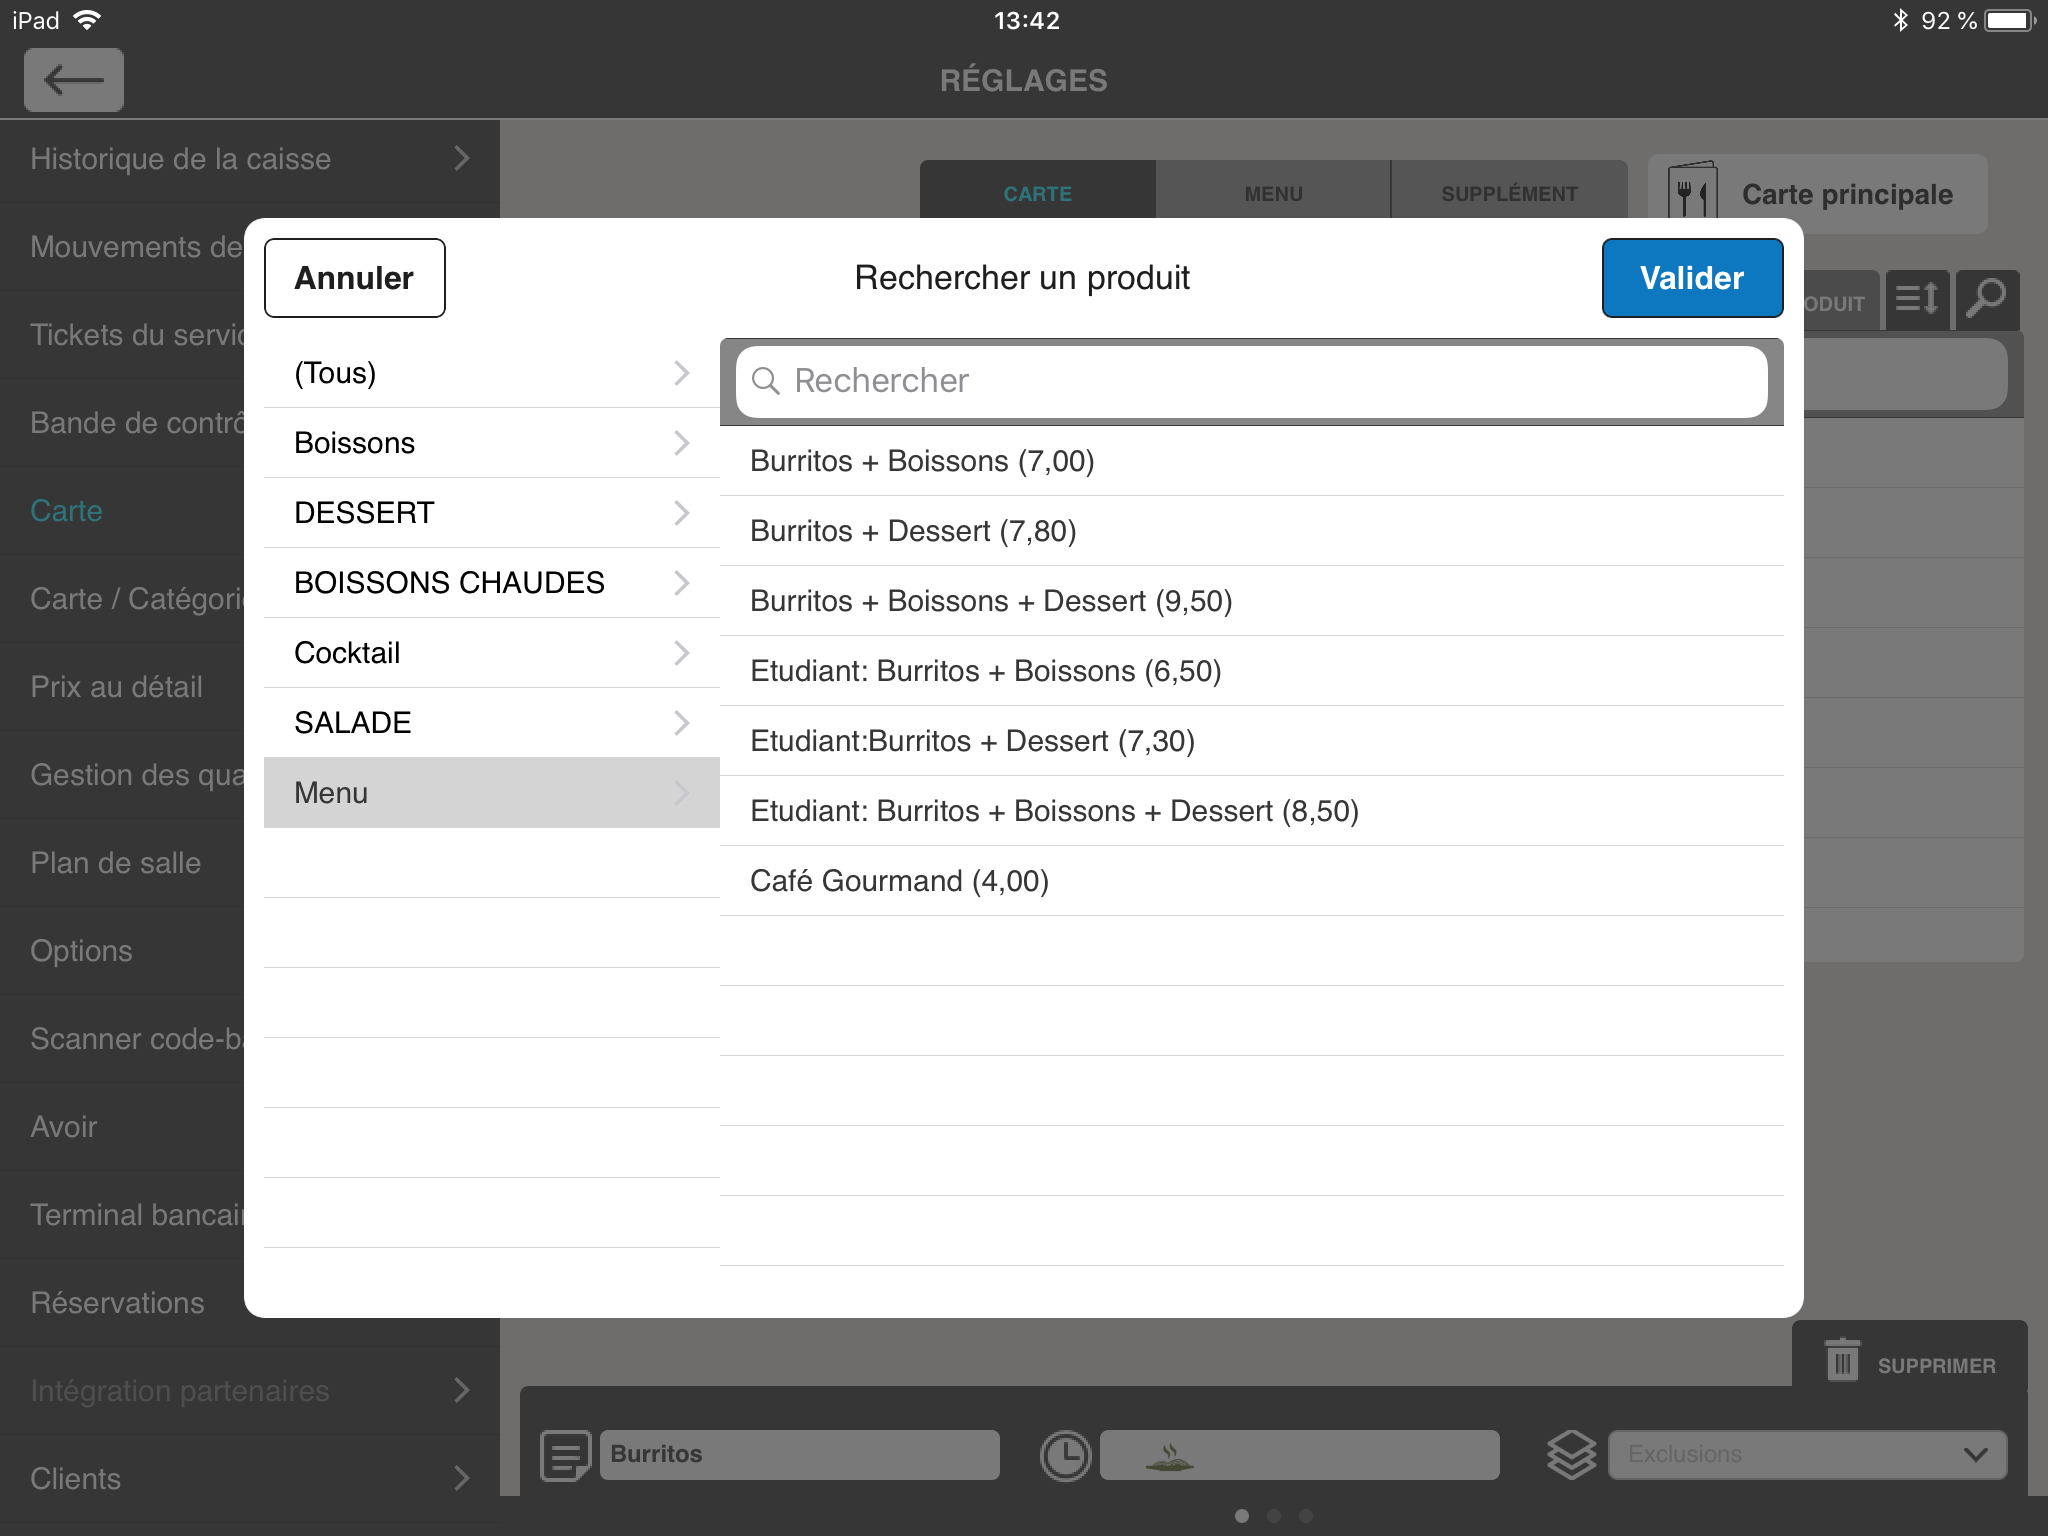 iPad 13:42 92 %
RÉGLAGES
Historique de la caisse
CARTE MENU SUPPLÉMENT Carte principale
Mouvements de
Annuler Rechercher un produit Valider
ODUIT
Tickets du servic
(Tous)
Rechercher
Bande de contrô
Boissons
Burritos + Boissons (7,00)
Carte
DESSERT
Burritos + Dessert (7,80)
Carte / Catégorie
BOISSONS CHAUDES
Burritos + Boissons + Dessert (9,50)
Cocktail
Etudiant: Burritos + Boissons (6,50)
Prix au détail
SALADE
Etudiant:Burritos + Dessert (7,30)
Gestion des qua
Menu
Etudiant: Burritos + Boissons + Dessert (8,50)
Plan de salle
Café Gourmand (4,00)
Options
Scanner code-ba
Avoir
Terminal bancair
Réservations
SUPPRIMER
Intégration partenaires
Burritos Exclusions
Clients